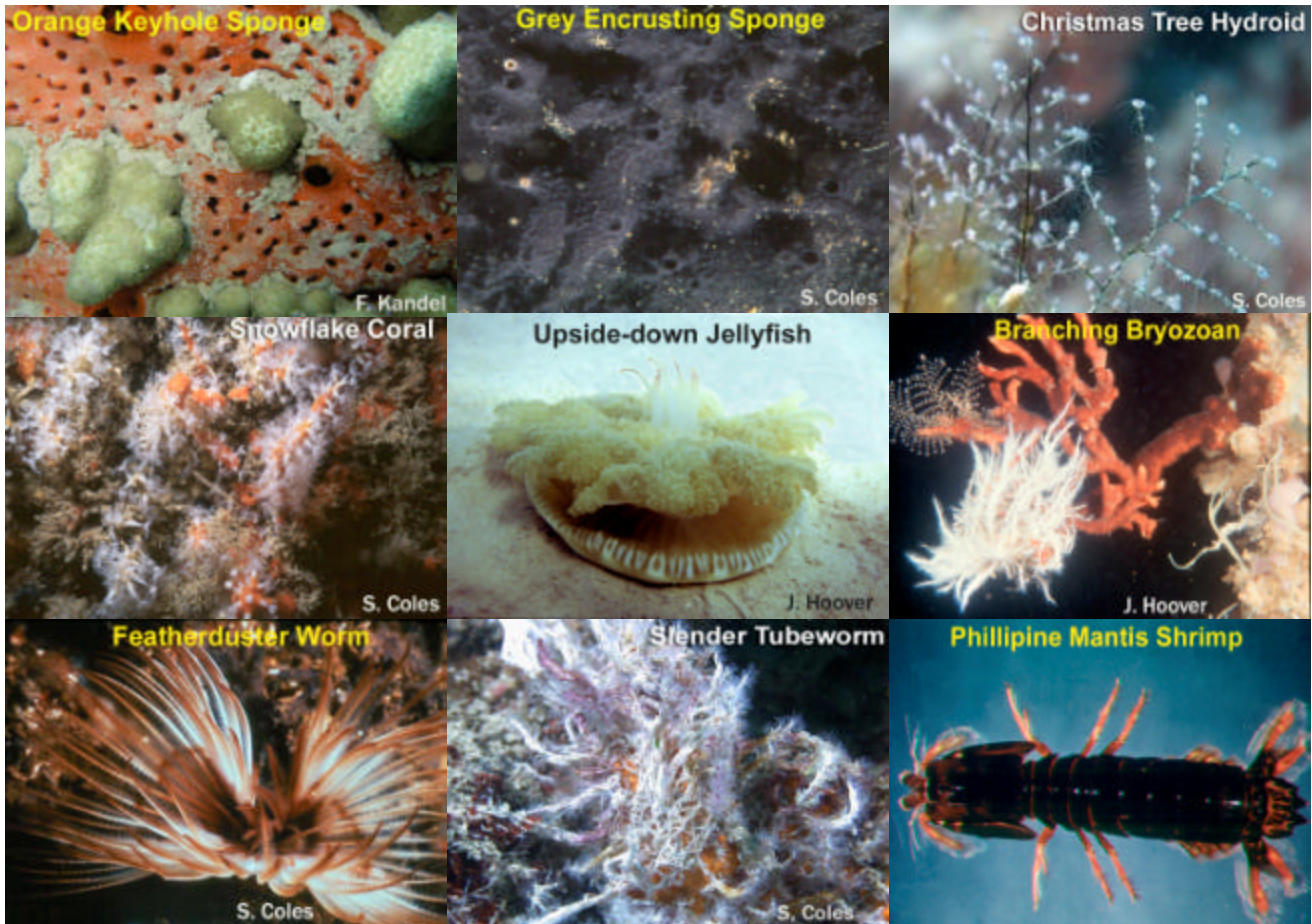 Orange Keyhole Sponge
F. Kandel
Grey Encrusting Sponge
S. Coles
Christmas Tree Hydroid
S. Coles
Snowflake Coral
S. Coles
Upside-down Jellyfish
J. Hoover
Branching Bryozoan
J. Hoover
Featherduster Worm
S. Coles
Slender Tubeworm
S. Coles
Phillipine Mantis Shrimp